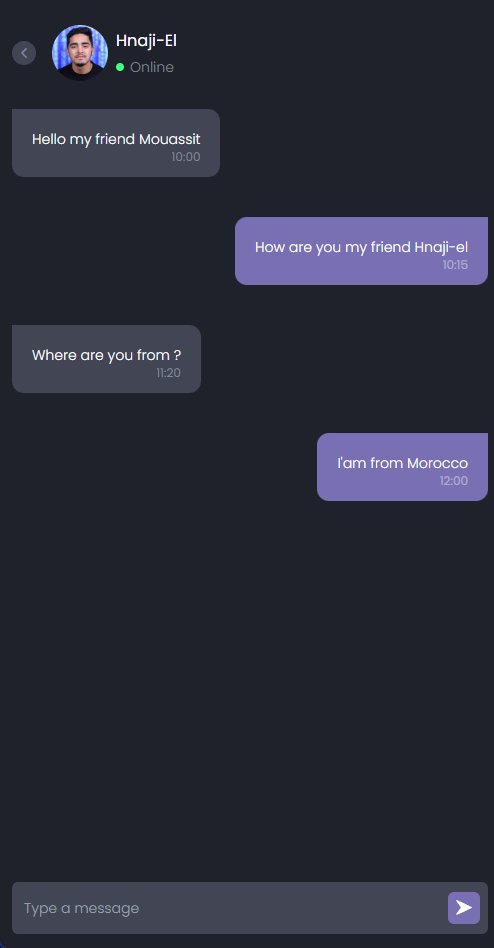 Hnaji-El
Online
Hello my friend Mouassit
10:00
How are you my friend Hnaji-el
10:15
Where are you from ?
11:20
I'am from Morocco
12:00
Type a message